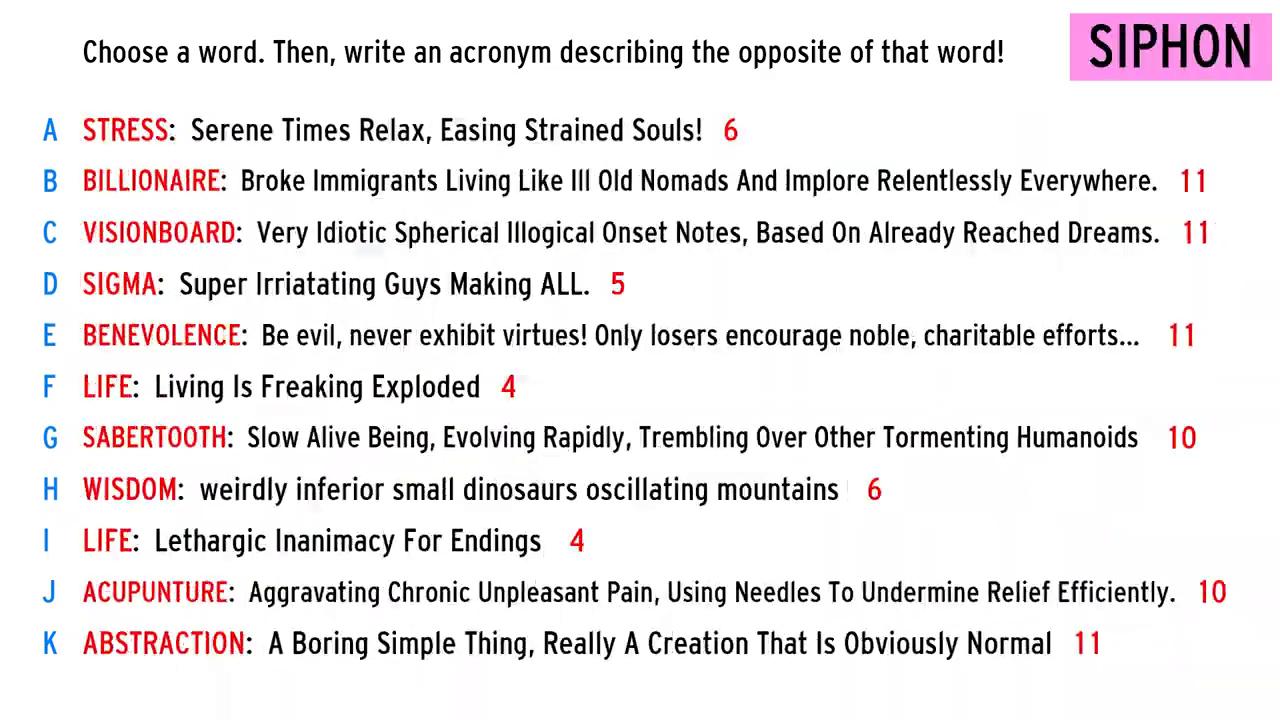 Choose a word. Then, write an acronym describing the opposite of that word!
SIPHON
A STRESS: Serene Times Relax, Easing Strained Souls! 6
B BILLIONAIRE: Broke Immigrants Living Like Ill Old Nomads And Implore Relentlessly Everywhere. 11
C VISIONBOARD: Very Idiotic Spherical Illogical Onset Notes, Based On Already Reached Dreams. 11
D SIGMA: Super Irriatating Guys Making ALL. 5
E BENEVOLENCE: Be evil, never exhibit virtues! Only losers encourage noble, charitable efforts... 11
F LIFE: Living Is Freaking Exploded 4
G SABERTOOTH: Slow Alive Being, Evolving Rapidly, Trembling Over Other Tormenting Humanoids 10
H WISDOM: weirdly inferior small dinosaurs oscillating mountains 6
I LIFE: Lethargic Inanimacy For Endings 4
J ACUPUNTURE: Aggravating Chronic Unpleasant Pain, Using Needles To Undermine Relief Efficiently. 10
K ABSTRACTION: A Boring Simple Thing, Really A Creation That Is Obviously Normal 11